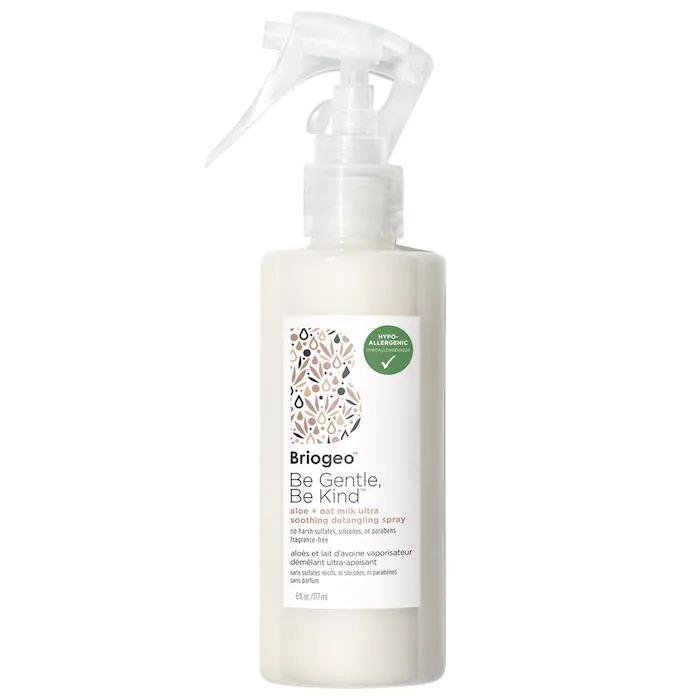 HYPO-
ALLERGENIC
HYPOALLERGÉNIQUE
Briogeo™
Be Gentle,
Be Kind™
aloe + oat milk ultra
soothing detangling spray
no harsh sulfates, silicones, or parabens
fragrance-free
aloès et lait d'avoine vaporisateur
démêlant ultra-apaisant
sans sulfates nocifs, ni silicones, ni parabènes
sans parfum
6 fl. oz. / 177 ml